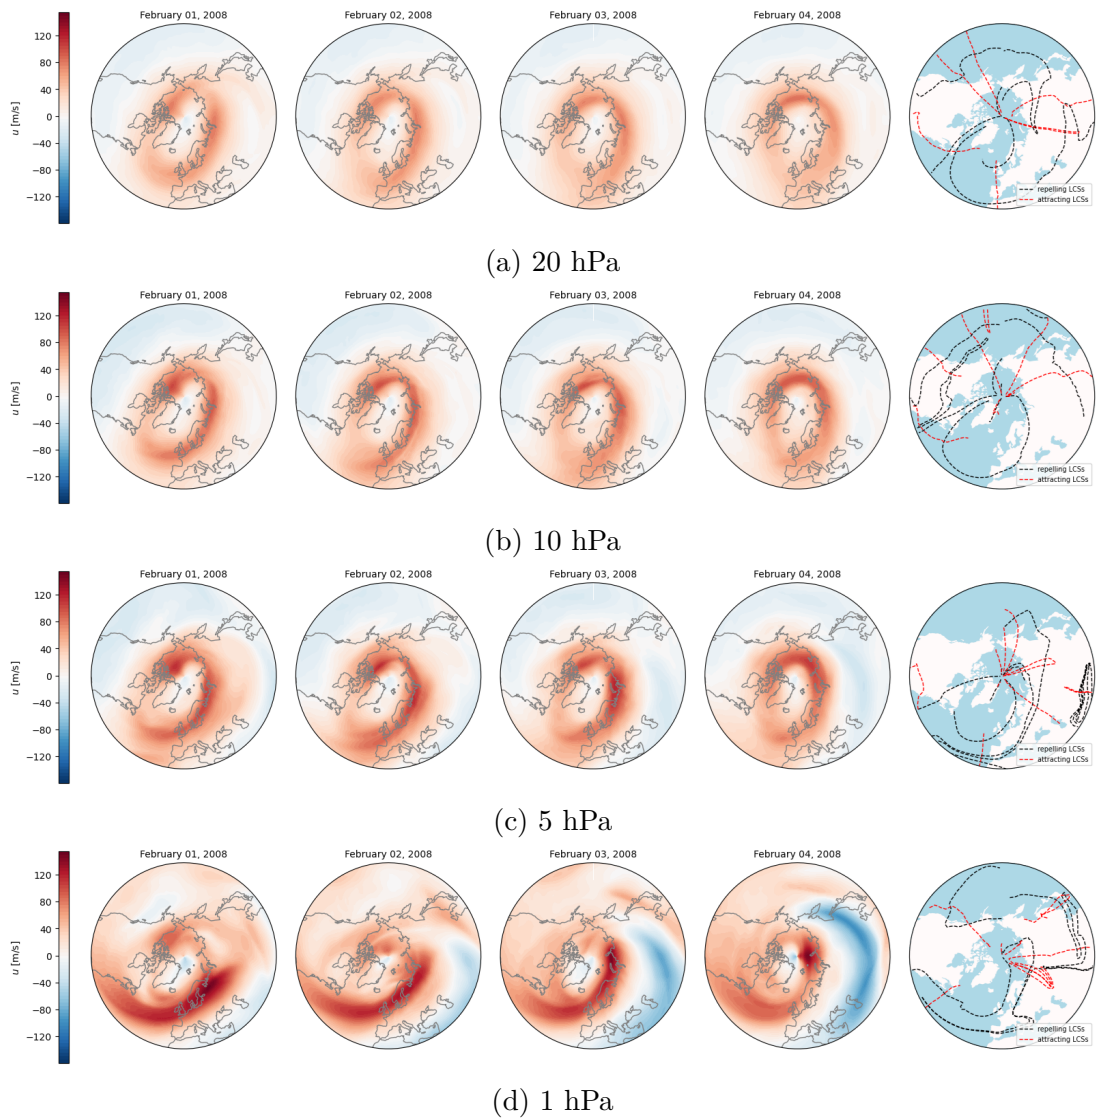 February 01, 2008 February 02, 2008 February 03, 2008 February 04, 2008
120
80
40
0
−40
−80
−120
u [m/s]
repelling LCSs
attracting LCSs
(a) 20 hPa
February 01, 2008 February 02, 2008 February 03, 2008 February 04, 2008
120
80
40
0
−40
−80
−120
u [m/s]
repelling LCSs
attracting LCSs
(b) 10 hPa
February 01, 2008 February 02, 2008 February 03, 2008 February 04, 2008
120
80
40
0
−40
−80
−120
u [m/s]
repelling LCSs
attracting LCSs
(c) 5 hPa
February 01, 2008 February 02, 2008 February 03, 2008 February 04, 2008
120
80
40
0
−40
−80
−120
u [m/s]
repelling LCSs
attracting LCSs
(d) 1 hPa